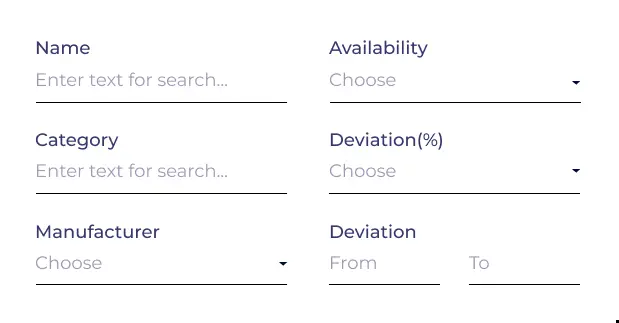 Name
Enter text for search...
Availability
Choose
Category
Enter text for search...
Deviation(%)
Choose
Manufacturer
Choose
Deviation
From To